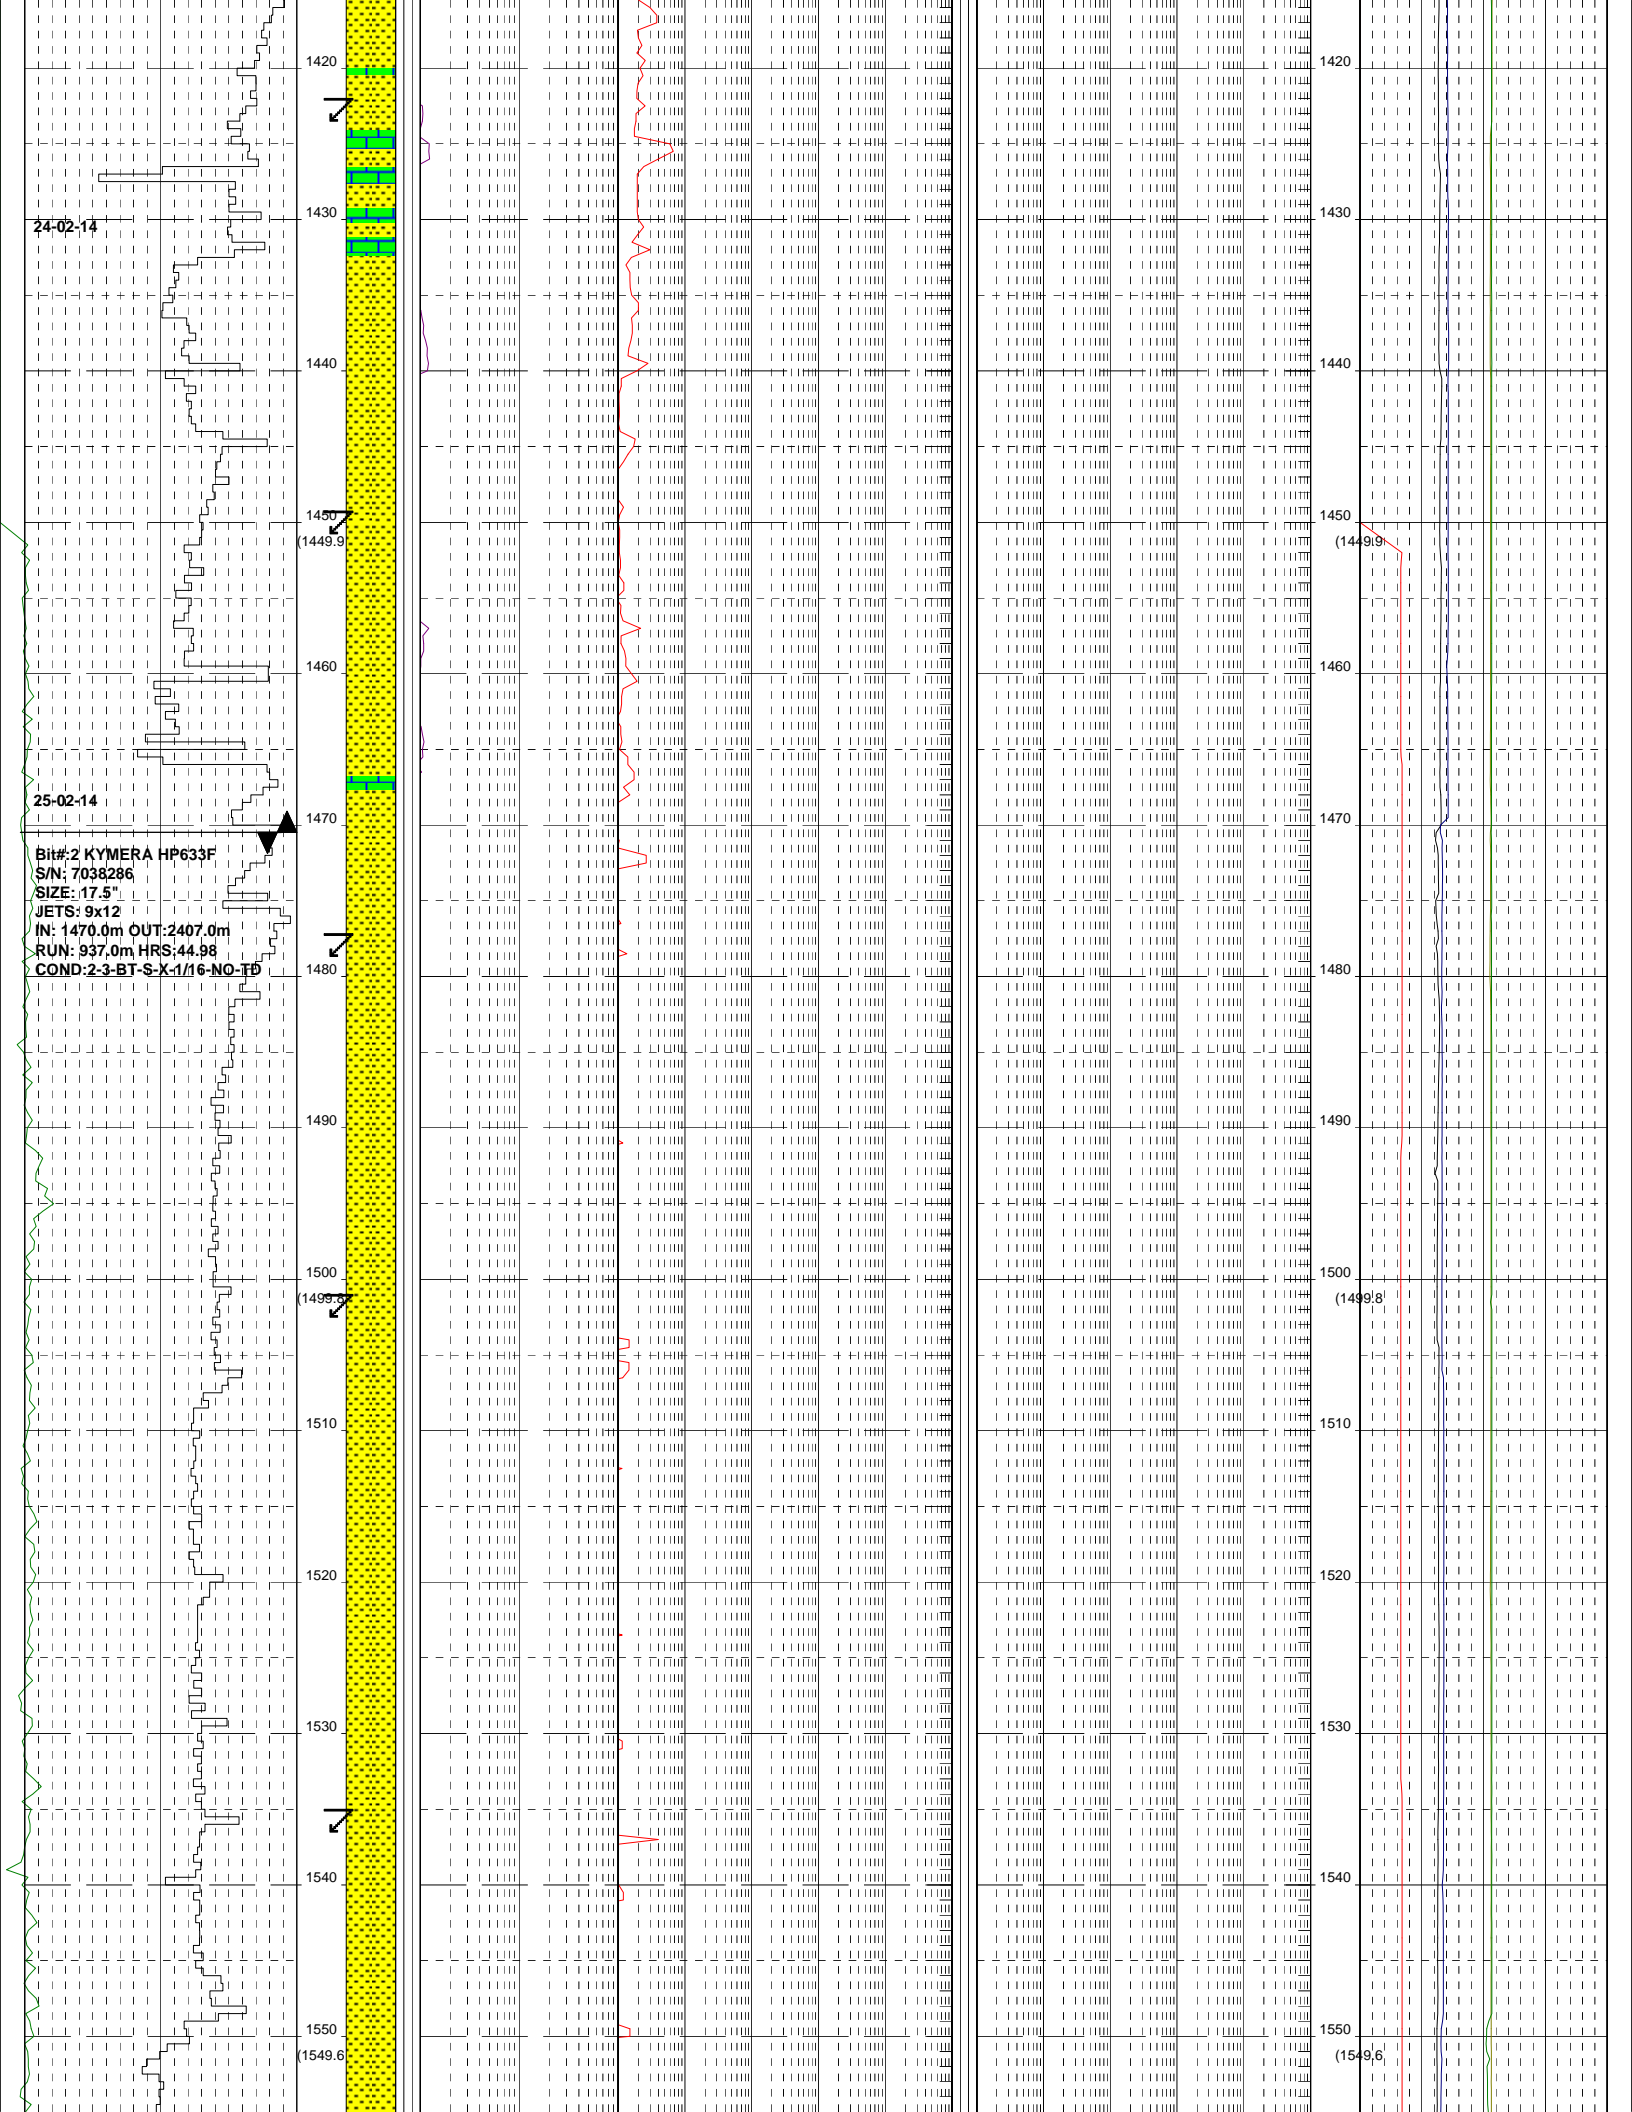 1420 1420
24-02-14 1430 1430
1440 1440
1450 1450
(1449.9 (1449.9
1460 1460
25-02-14
1470 1470
Bit#:2 KYMERA HP633F
S/N: 7038286
SIZE: 17.5"
JETS: 9x12
IN: 1470.0m OUT:2407.0m
RUN: 937.0m HRS:44.98
COND:2-3-BT-S-X-1/16-NO-TD
1480 1480
1490 1490
1500 1500
(1499.8 (1499.8
1510 1510
1520 1520
1530 1530
1540 1540
1550 1550
(1549.6 (1549.6